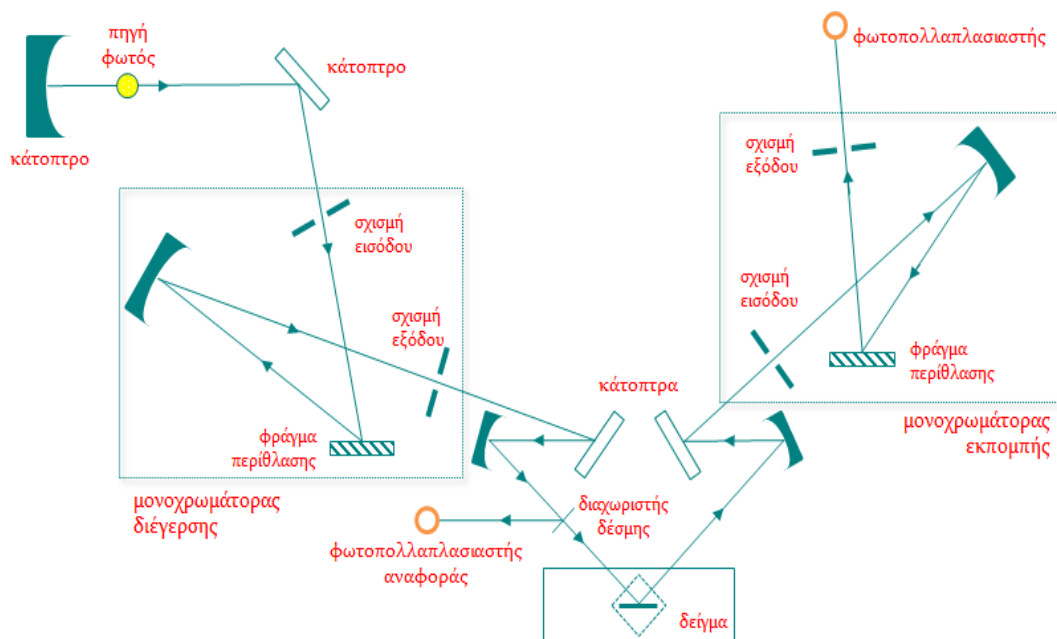 πηγή
φωτός
κάτοπτρο
κάτοπτρο
φωτοπολλαπλασιαστής
σχισμή
εξόδου
σχισμή
εισόδου
σχισμή
εισόδου
σχισμή
εξόδου
φράγμα
περίθλασης
κάτοπτρα
μονοχρωμάτορας
εκπομπής
φράγμα
περίθλασης
μονοχρωμάτορας
διέγερσης
διαχωριστής
δέσμης
φωτοπολλαπλασιαστής
αναφοράς
δείγμα